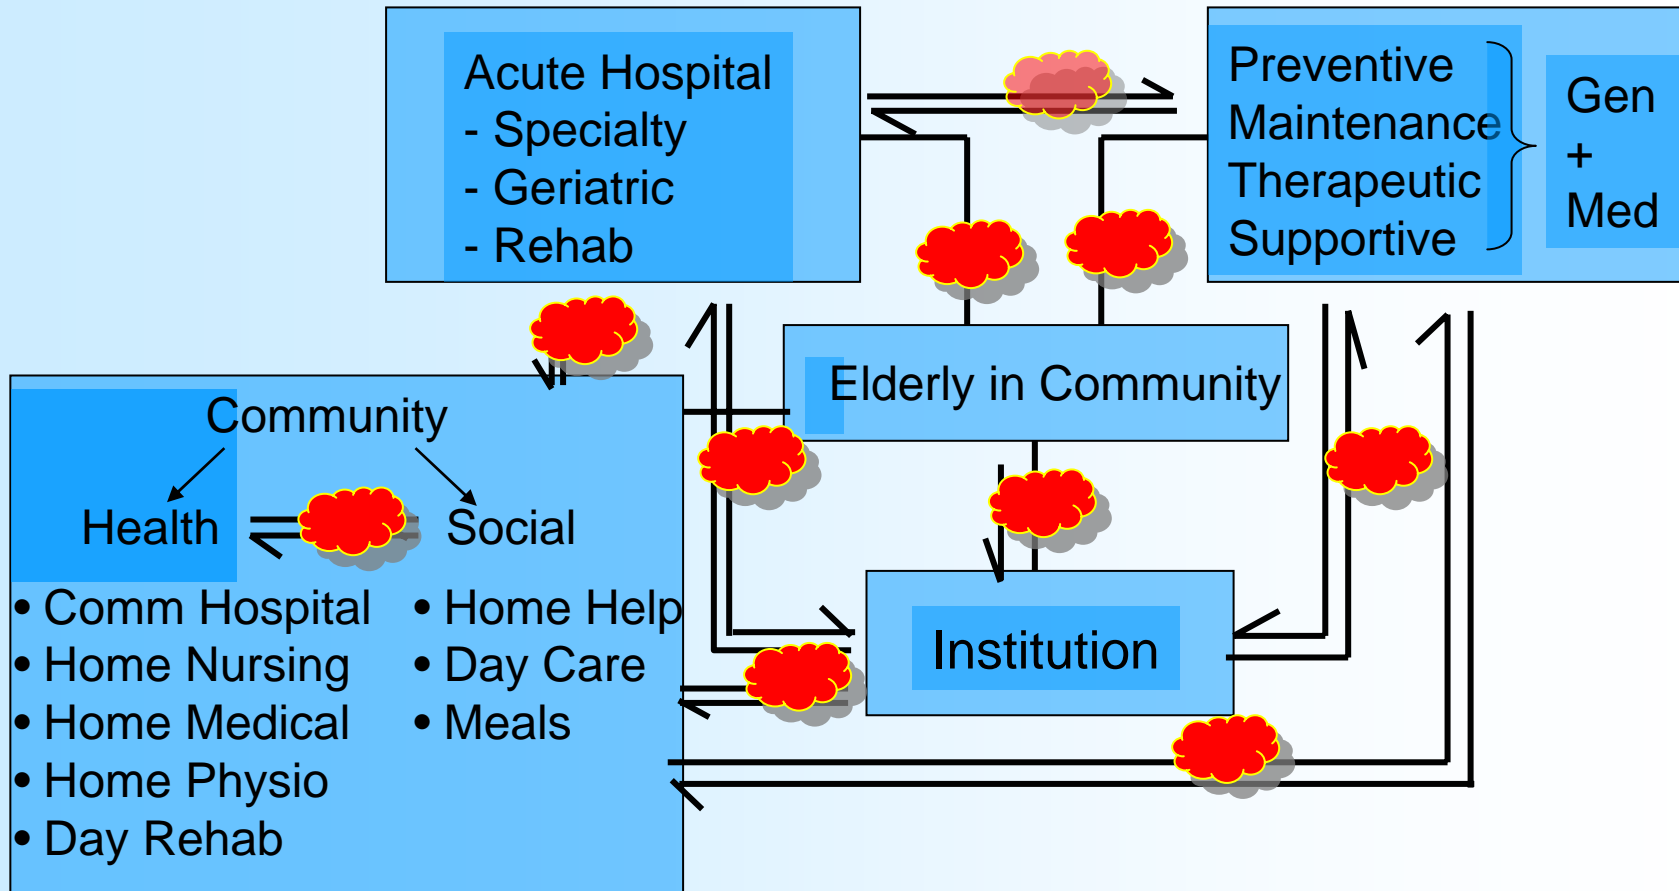 Acute Hospital
- Specialty
- Geriatric
- Rehab
Preventive
Maintenance
Therapeutic
Supportive
Gen
+
Med
Elderly in Community
Community
Health
Social
• Comm Hospital
• Home Nursing
• Home Medical
• Home Physio
• Day Rehab
• Home Help
• Day Care
• Meals
Institution